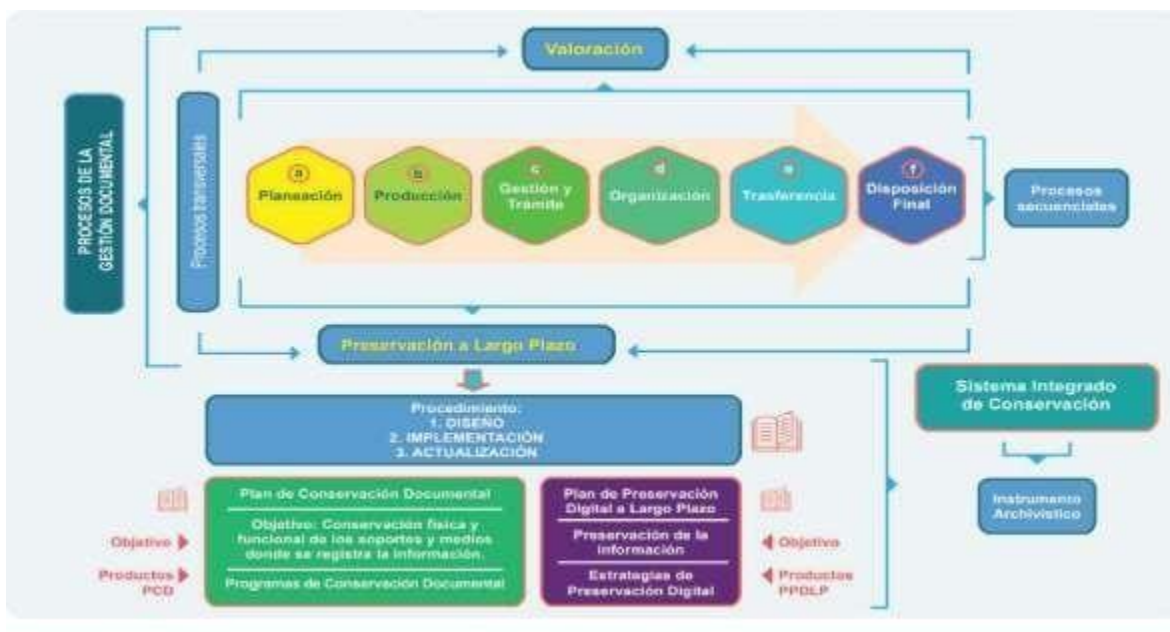 Valoración
PROCESOS DE LA
GESTIÓN DOCUMENTAL
Procesos transversales
a
Planeación
b
Producción
c
Gestión y
Trámite
d
Organización
e
Trasferencia
f
Disposición
Final
Procesos
secuenciales
Preservación a Largo Plazo
Procedimiento:
1. DISEÑO
2. IMPLEMENTACIÓN
3. ACTUALIZACIÓN
Sistema Integrado
de Conservación
Instrumento
Archivístico
Plan de Conservación Documental
Objetivo: Conservación física y
funcional de los soportes y medios
donde se registra la información.
Programas de Conservación Documental
Objetivo
Productos
PCD
Plan de Preservación
Digital a Largo Plazo
Preservación de la
información
Estrategias de
Preservación Digital
Objetivo
Productos
PPDLP